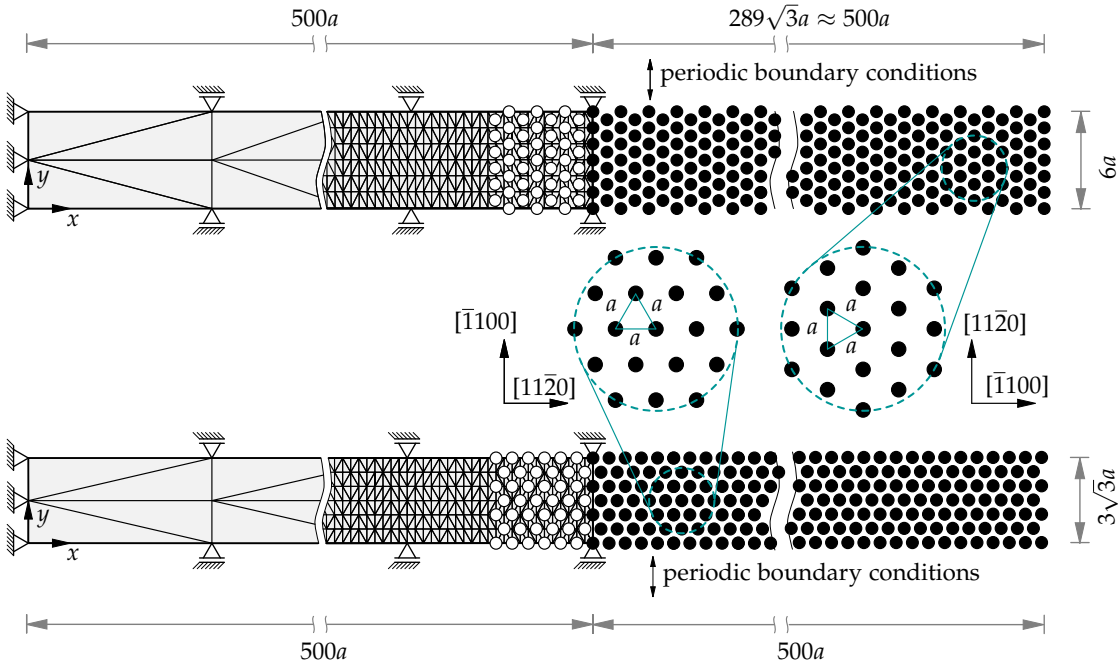 500a
289√3a ≈ 500a
periodic boundary conditions
6a
y
x
[1̅100]
[112̅0]
a a
a
a
a
a
[112̅0]
[1̅100]
3√3a
y
x
periodic boundary conditions
500a
500a